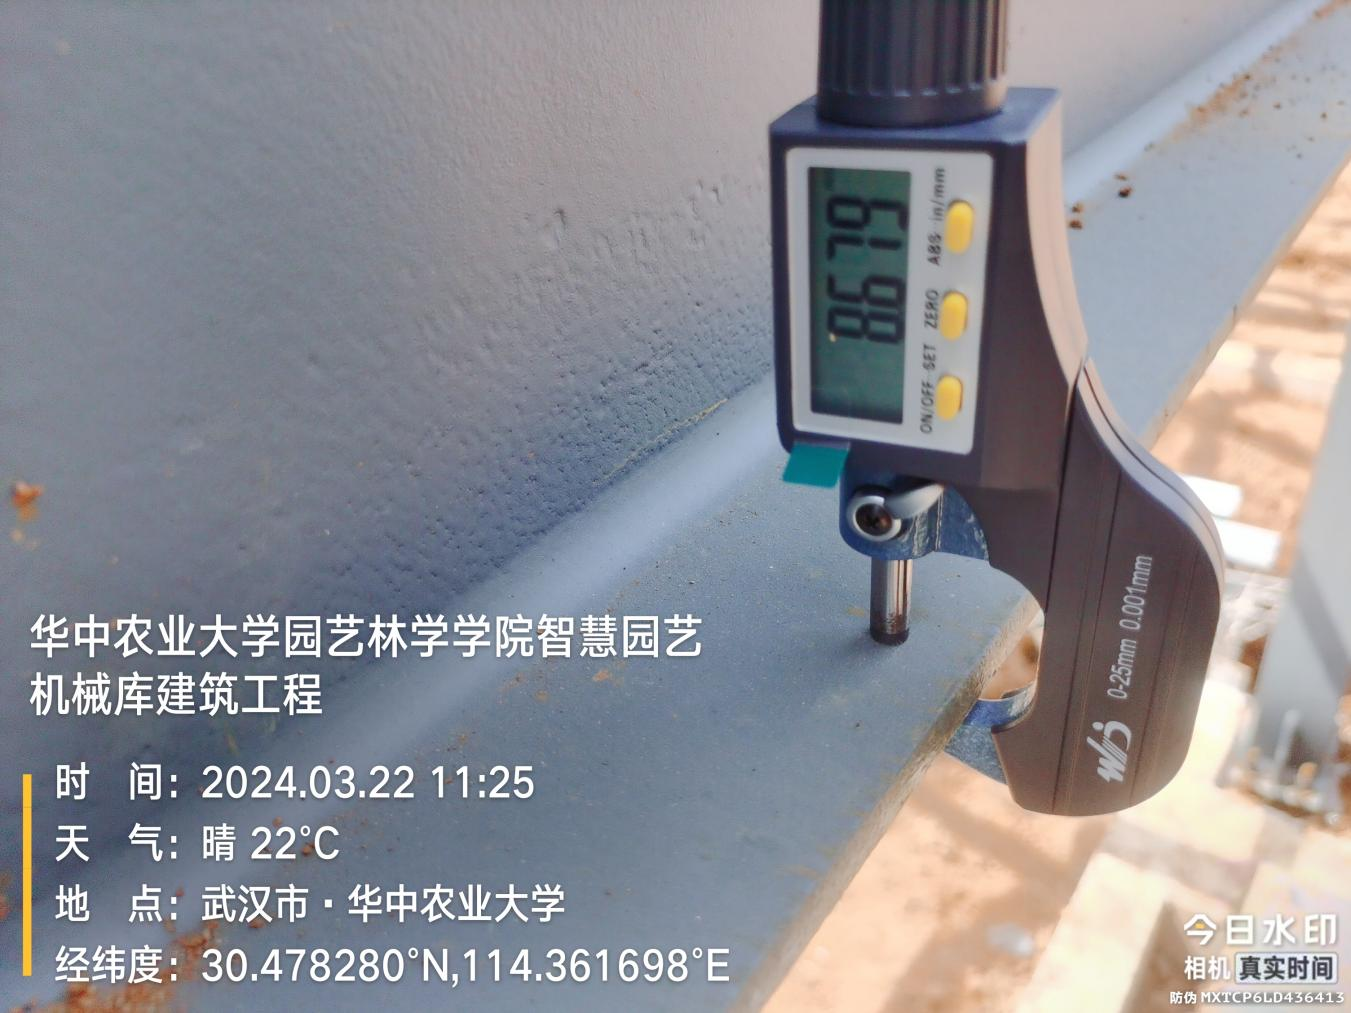 ABS in/mm
ZERO
ON/OFF SET
0-25mm 0.001mm
华中农业大学园艺林学学院智慧园艺
机械库建筑工程
时 间：2024.03.22 11:25
天 气：晴 22°C
地 点：武汉市·华中农业大学
经纬度：30.478280°N,114.361698°E
今日水印
相机 真实时间
防伪 MXTCP6LD436413